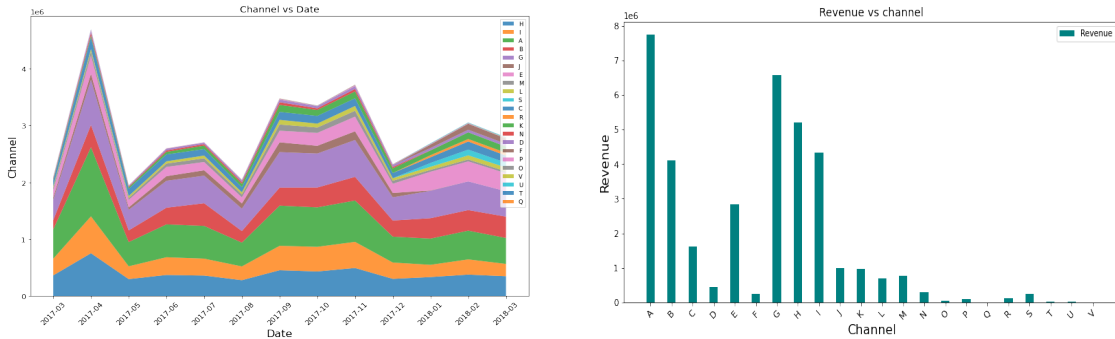 Channel vs Date
1e6
4
3
2
1
0
Channel
2017-03
2017-04
2017-05
2017-06
2017-07
2017-08
2017-09
2017-10
2017-11
2017-12
2018-01
2018-02
2018-03
Date
H
I
A
B
G
J
E
M
L
S
C
R
K
N
D
F
P
O
V
U
T
Q
Revenue vs channel
1e6
8
7
6
5
4
3
2
1
0
Revenue
Revenue
A
B
C
D
E
F
G
H
I
J
K
L
M
N
O
P
Q
R
S
T
U
V
Channel